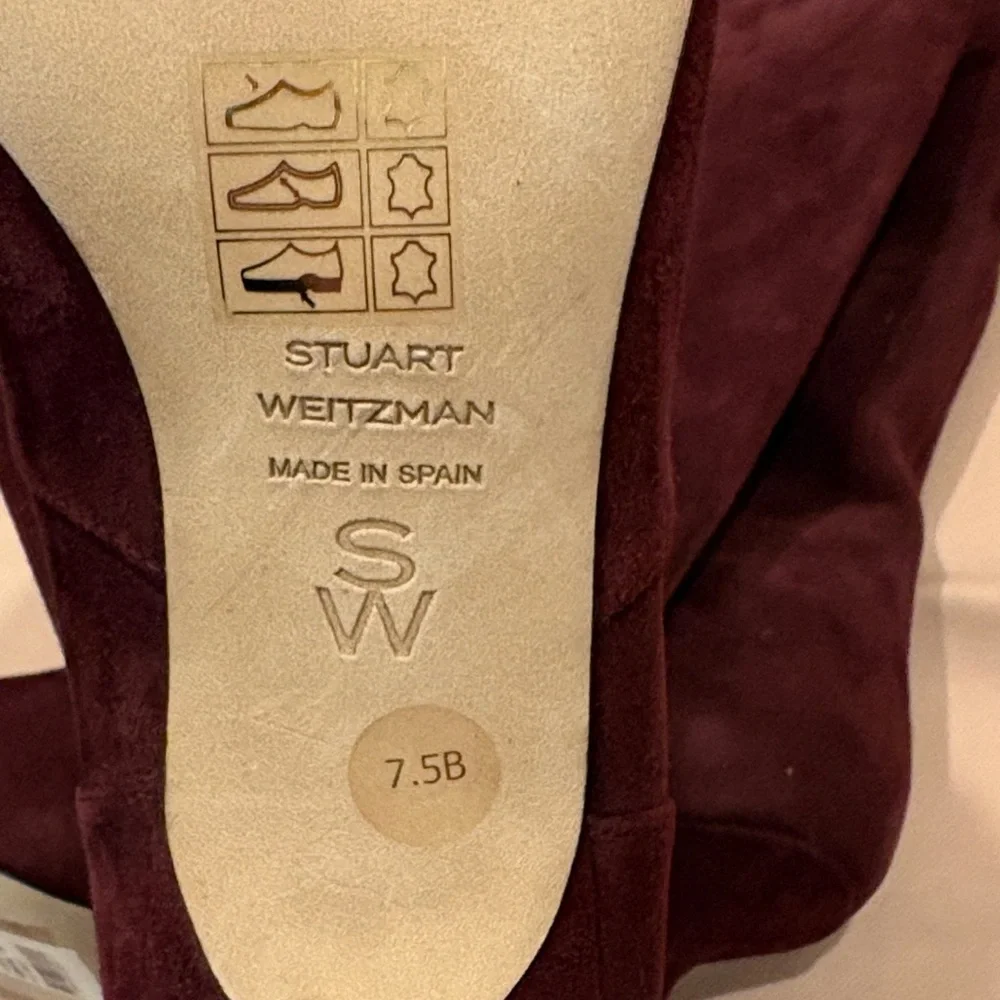 STUART
WEITZMAN
MADE IN SPAIN
S
W
7.5B